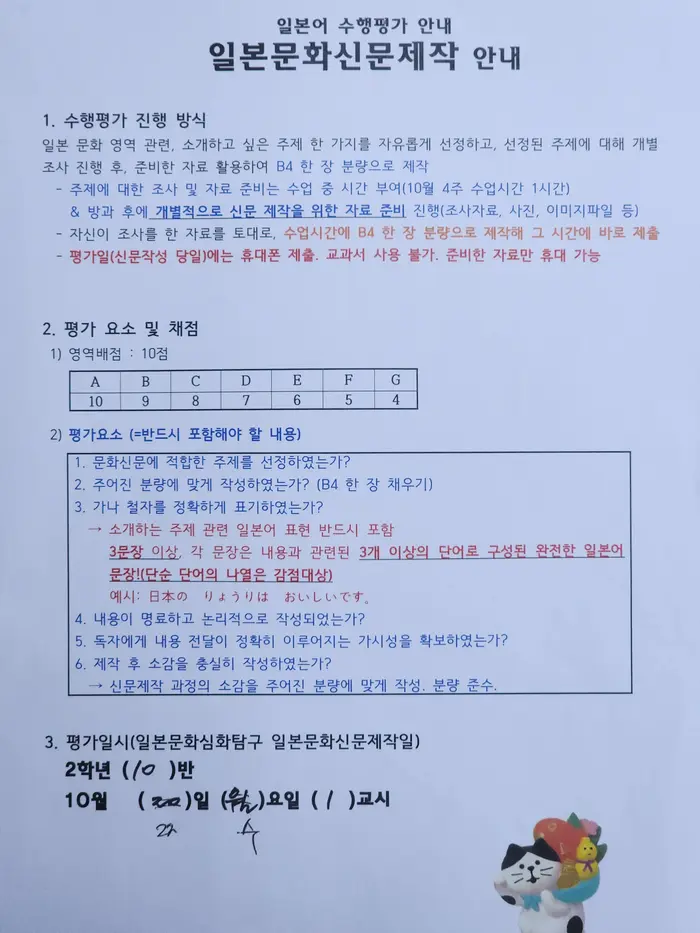 일본어 수행평가 안내
일본문화신문제작 안내
1. 수행평가 진행 방식
일본 문화 영역 관련, 소개하고 싶은 주제 한 가지를 자유롭게 선정하고, 선정된 주제에 대해 개별
조사 진행 후, 준비한 자료 활용하여 B4 한 장 분량으로 제작
- 주제에 대한 조사 및 자료 준비는 수업 중 시간 부여(10월 4주 수업시간 1시간)
& 방과 후에 개별적으로 신문 제작을 위한 자료 준비 진행(조사자료, 사진, 이미지파일 등)
- 자신이 조사를 한 자료를 토대로, 수업시간에 B4 한 장 분량으로 제작해 그 시간에 바로 제출
- 평가일(신문작성 당일)에는 휴대폰 제출. 교과서 사용 불가. 준비한 자료만 휴대 가능
2. 평가 요소 및 채점
1) 영역배점 : 10점
A B C D E F G
10 9 8 7 6 5 4
2) 평가요소 (=반드시 포함해야 할 내용)
1. 문화신문에 적합한 주제를 선정하였는가?
2. 주어진 분량에 맞게 작성하였는가? (B4 한 장 채우기)
3. 가나 철자를 정확하게 표기하였는가?
→ 소개하는 주제 관련 일본어 표현 반드시 포함
3문장 이상, 각 문장은 내용과 관련된 3개 이상의 단어로 구성된 완전한 일본어
문장!(단순 단어의 나열은 감점대상)
예시: 日本の りょうりは おいしいです。
4. 내용이 명료하고 논리적으로 작성되었는가?
5. 독자에게 내용 전달이 정확히 이루어지는 가시성을 확보하였는가?
6. 제작 후 소감을 충실히 작성하였는가?
→ 신문제작 과정의 소감을 주어진 분량에 맞게 작성. 분량 준수.
3. 평가일시(일본문화심화탐구 일본문화신문제작일)
2학년 (10 )반
10월 ( )일 ( )요일 ( 1 )교시
수